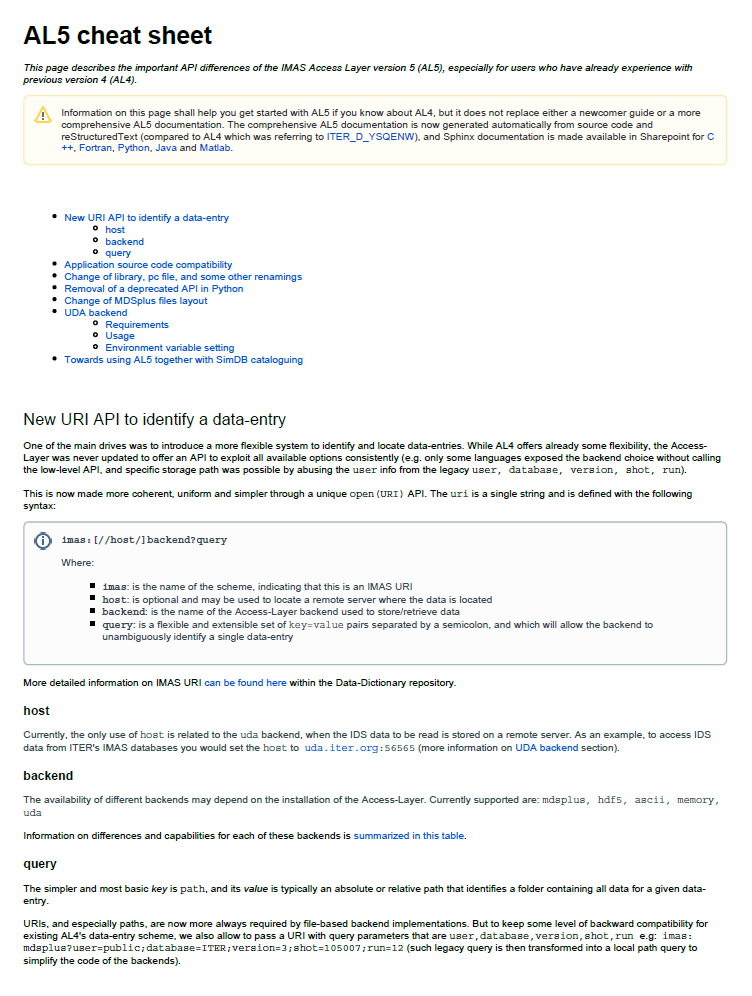 AL5 cheat sheet
This page describes the important API differences of the IMAS Access Layer version 5 (AL5), especially for users who have already experience with
previous version 4 (AL4).
Information on this page shall help you get started with AL5 if you know about AL4, but it does not replace either a newcomer guide or a more
comprehensive AL5 documentation. The comprehensive AL5 documentation is now generated automatically from source code and
reStructuredText (compared to AL4 which was referring to ITER_D_YSQENW), and Sphinx documentation is made available in Sharepoint for C
++, Fortran, Python, Java and Matlab.
• New URI API to identify a data-entry
○ host
○ backend
○ query
• Application source code compatibility
• Change of library, pc file, and some other renamings
• Removal of a deprecated API in Python
• Change of MDSplus files layout
• UDA backend
○ Requirements
○ Usage
○ Environment variable setting
• Towards using AL5 together with SimDB cataloguing
New URI API to identify a data-entry
One of the main drives was to introduce a more flexible system to identify and locate data-entries. While AL4 offers already some flexibility, the Access-
Layer was never updated to offer an API to exploit all available options consistently (e.g. only some languages exposed the backend choice without calling
the low-level API, and specific storage path was possible by abusing the user info from the legacy user, database, version, shot, run).
This is now made more coherent, uniform and simpler through a unique open(URI) API. The uri is a single string and is defined with the following
syntax:
imas:[//host/]backend?query
Where:
▪ imas: is the name of the scheme, indicating that this is an IMAS URI
▪ host: is optional and may be used to locate a remote server where the data is located
▪ backend: is the name of the Access-Layer backend used to store/retrieve data
▪ query: is a flexible and extensible set of key=value pairs separated by a semicolon, and which will allow the backend to
unambiguously identify a single data-entry
More detailed information on IMAS URI can be found here within the Data-Dictionary repository.
host
Currently, the only use of host is related to the uda backend, when the IDS data to be read is stored on a remote server. As an example, to access IDS
data from ITER's IMAS databases you would set the host to uda.iter.org:56565 (more information on UDA backend section).
backend
The availability of different backends may depend on the installation of the Access-Layer. Currently supported are: mdsplus, hdf5, ascii, memory,
uda
Information on differences and capabilities for each of these backends is summarized in this table.
query
The simpler and most basic key is path, and its value is typically an absolute or relative path that identifies a folder containing all data for a given data-
entry.
URIs, and especially paths, are now more always required by file-based backend implementations. But to keep some level of backward compatibility for
existing AL4's data-entry scheme, we also allow to pass a URI with query parameters that are user,database,version,shot,run e.g: imas:
mdsplus?user=public;database=ITER;version=3;shot=105007;run=12 (such legacy query is then transformed into a local path query to
simplify the code of the backends).